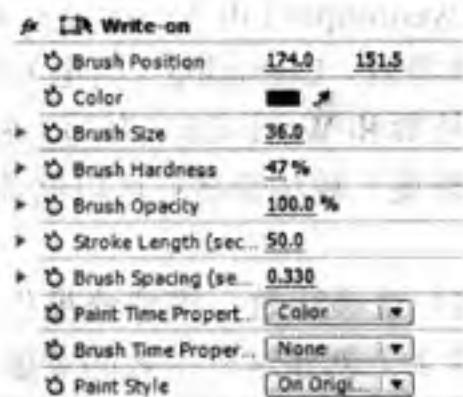 fx Write-on
Brush Position 174.0 151.5
Color
Brush Size 36.0
Brush Hardness 47 %
Brush Opacity 100.0 %
Stroke Length (sec... 50.0
Brush Spacing (se... 0.330
Paint Time Propert... Color
Brush Time Proper... None
Paint Style On Origi...